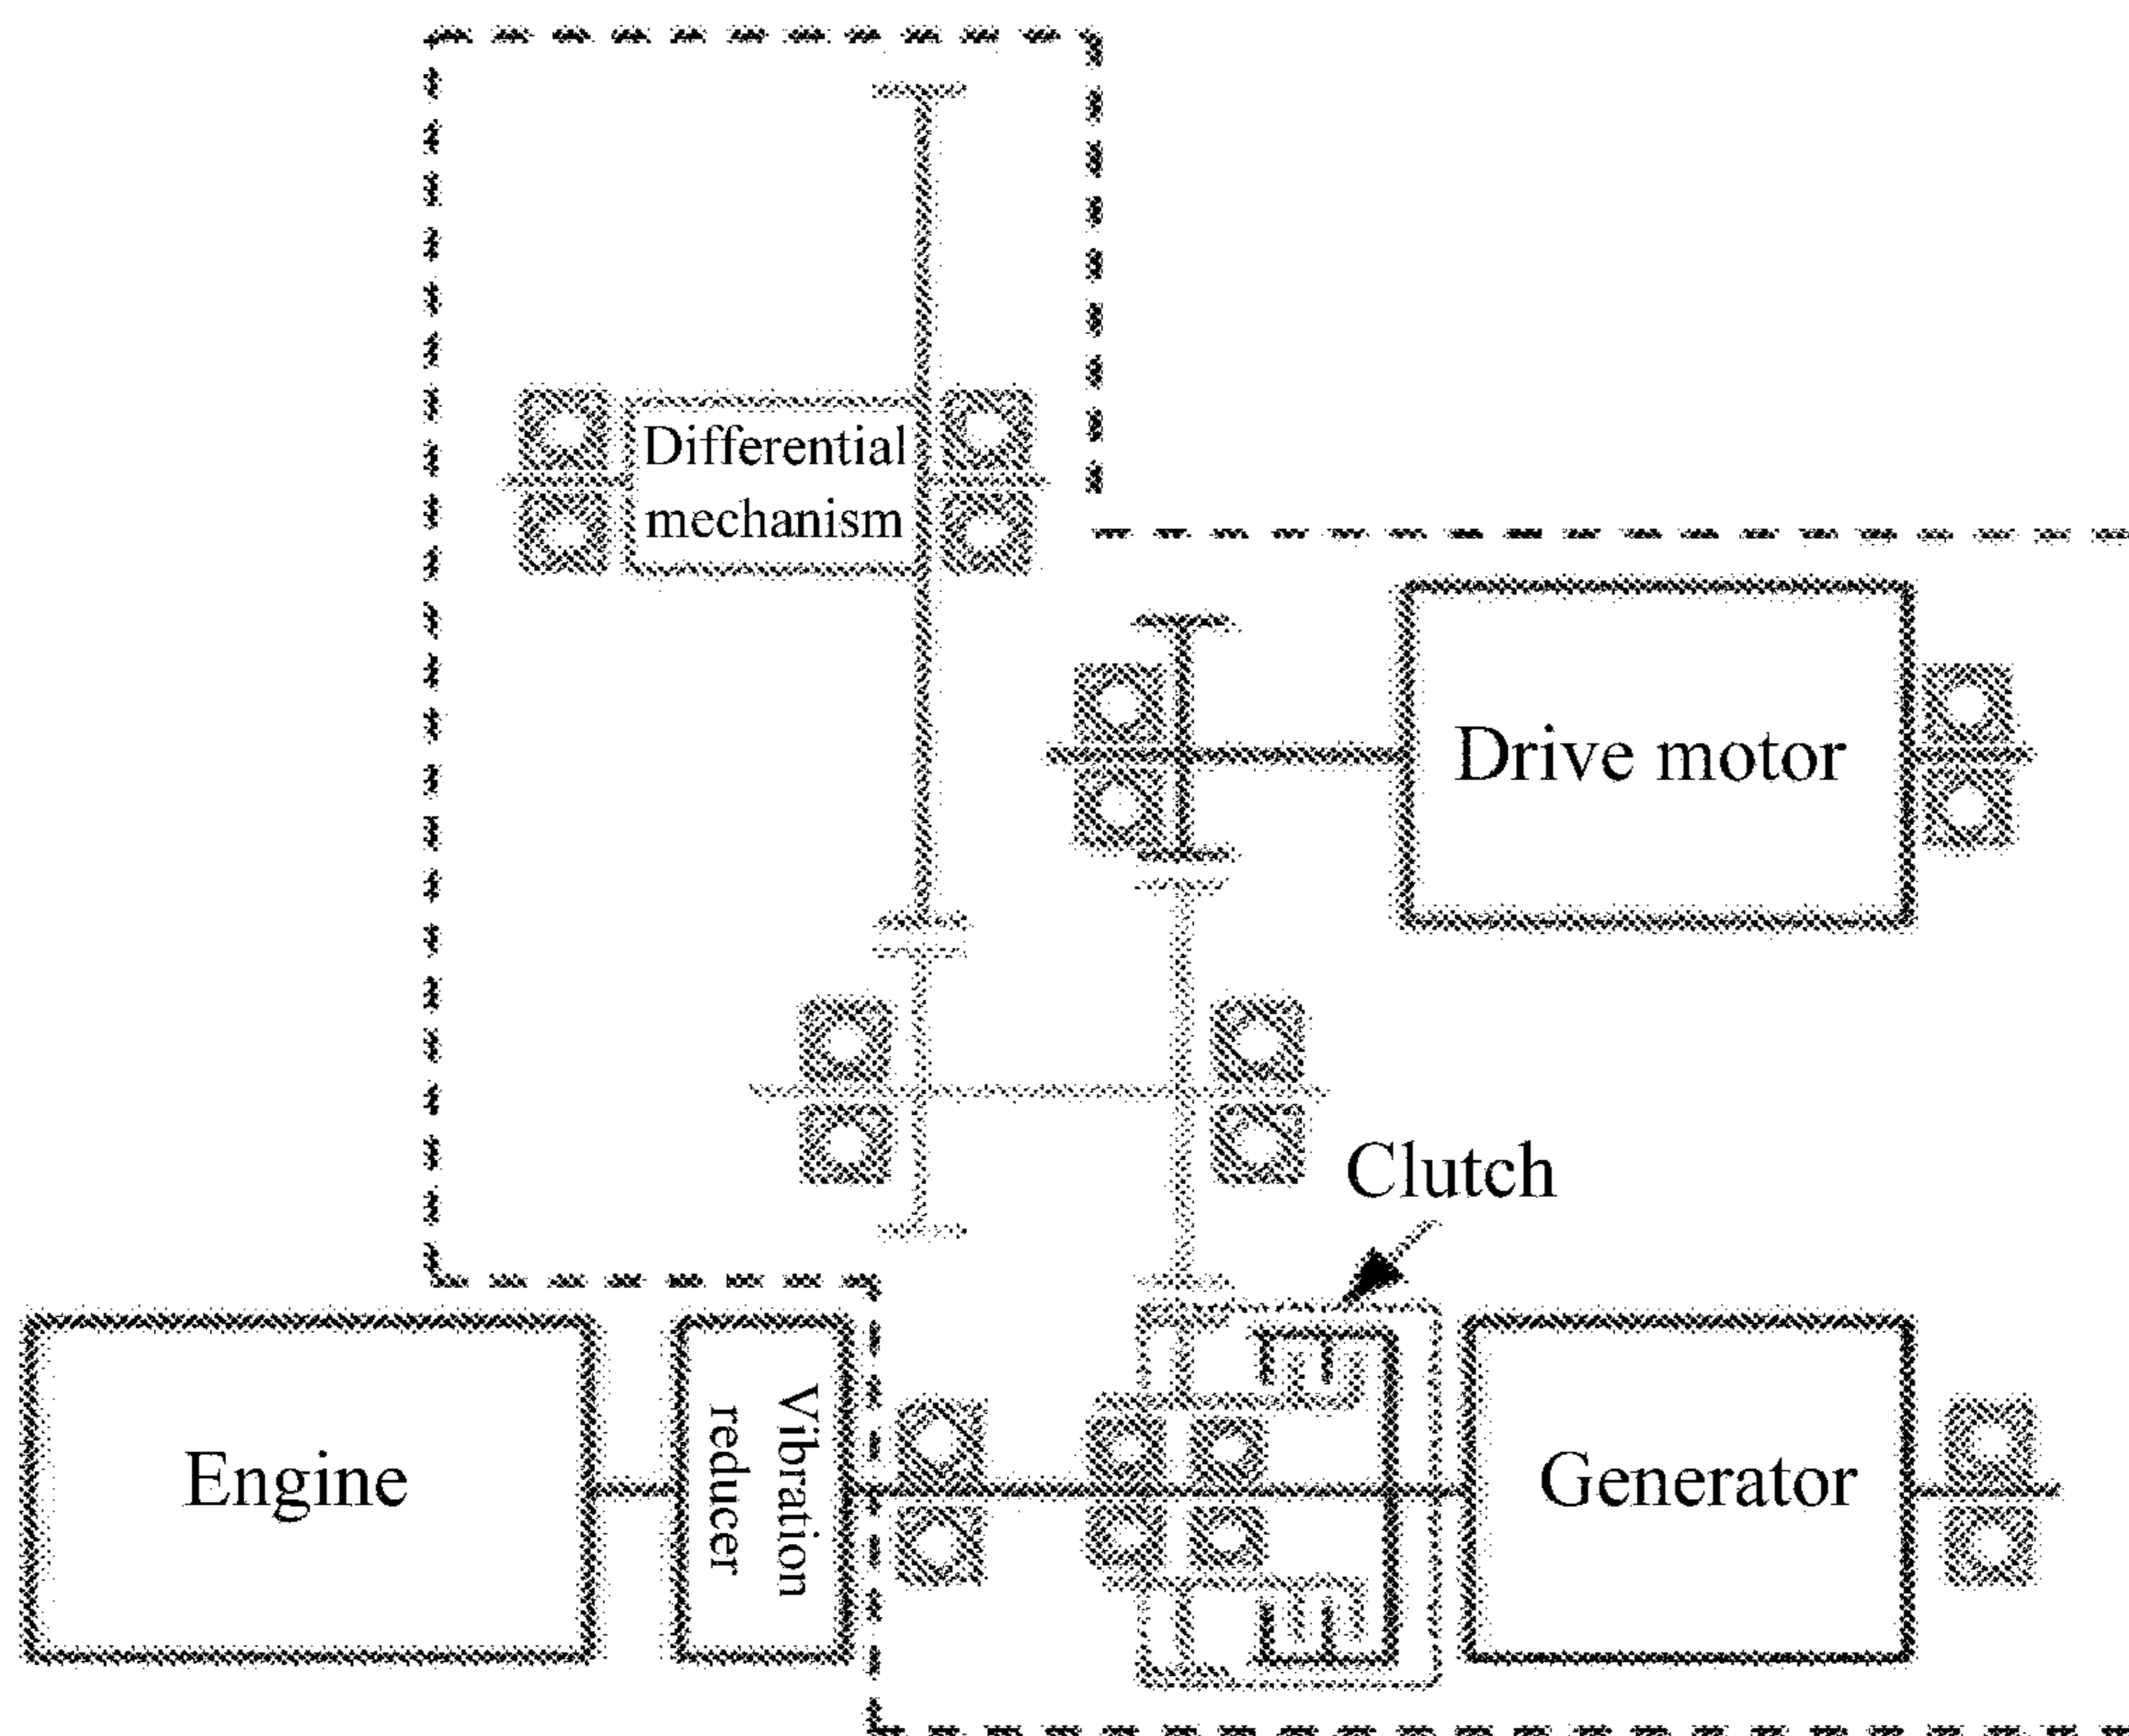 Differential
mechanism
Drive motor
Clutch
Engine
Vibration
reducer
Generator